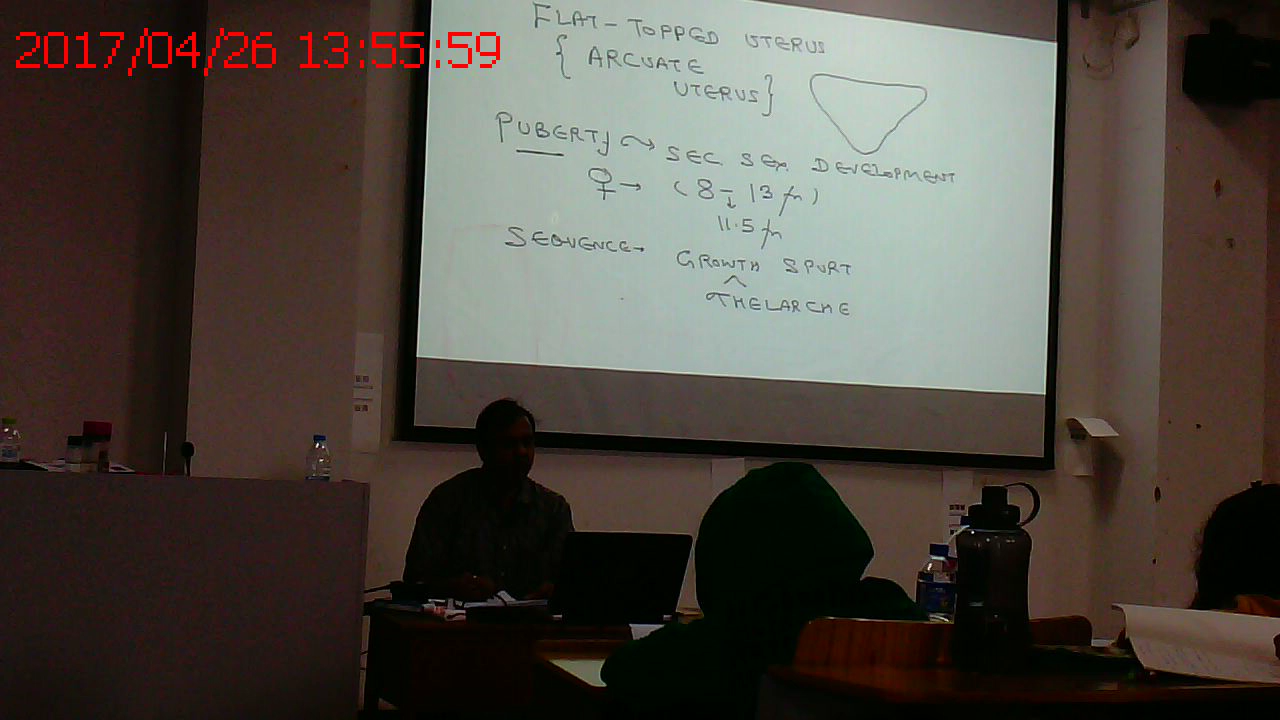 2017/04/26 13:55:59
FLAT-TOPPED UTERUS
{ ARCUATE
UTERUS}
PUBERTY → SEC SEX. DEVELOPMENT
♀ → (8 - 13 yr)
↓
11.5 yr
SEQUENCE → GROWTH SPURT
^
THELARCHE